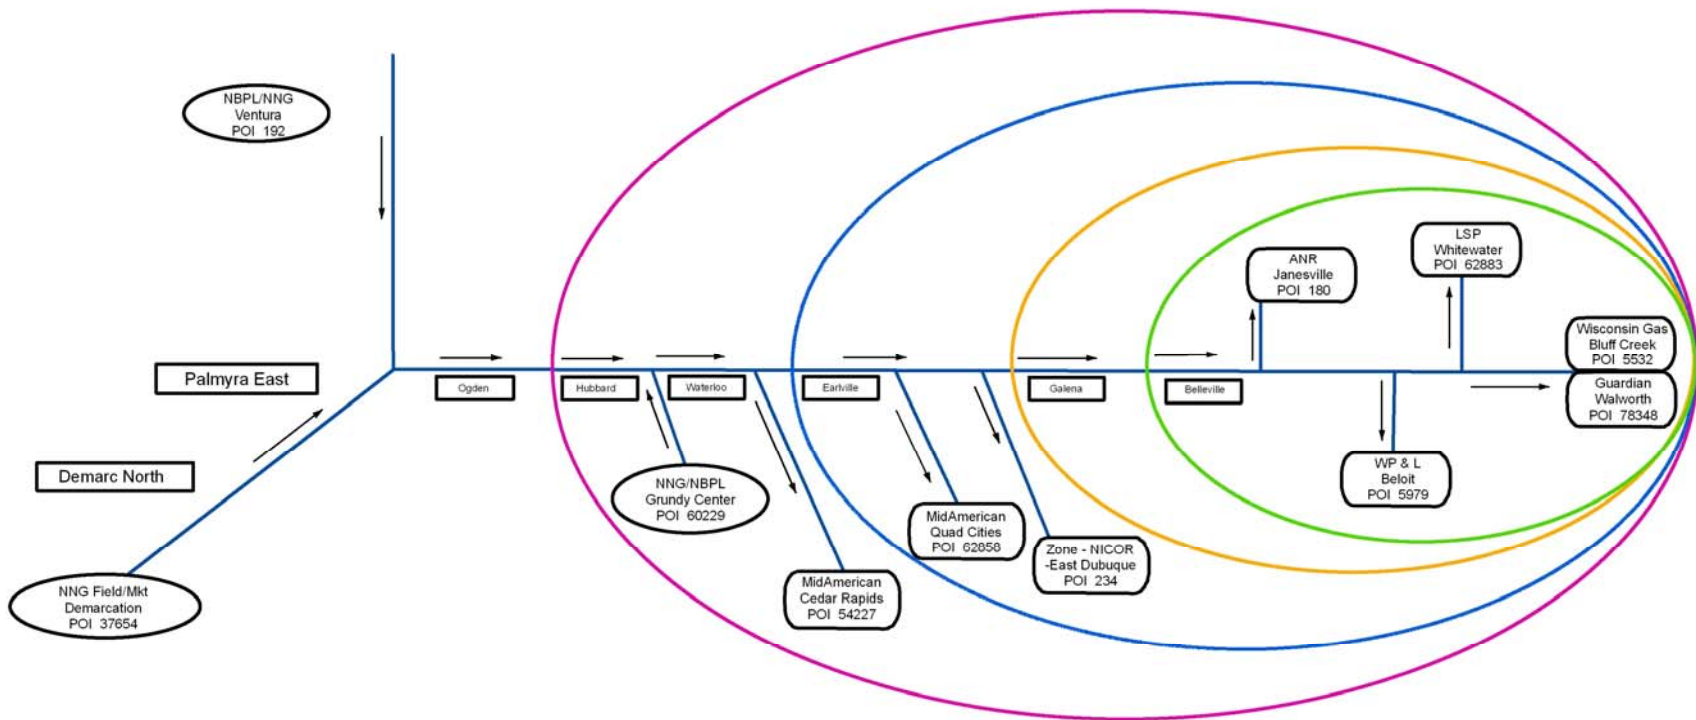 NBPL/NNG
Ventura
POI 192
LSP
Whitewater
POI 62883
ANR
Janesville
POI 180
Wisconsin Gas
Bluff Creek
POI 5532
Palmyra East
Ogden
Hubbard
Waterloo
Earlville
Galena
Belleville
Guardian
Walworth
POI 78348
Demarc North
NNG/NBPL
Grundy Center
POI 60229
WP & L
Beloit
POI 5979
MidAmerican
Quad Cities
POI 62858
Zone - NICOR
-East Dubuque
POI 234
NNG Field/Mkt
Demarcation
POI 37654
MidAmerican
Cedar Rapids
POI 54227